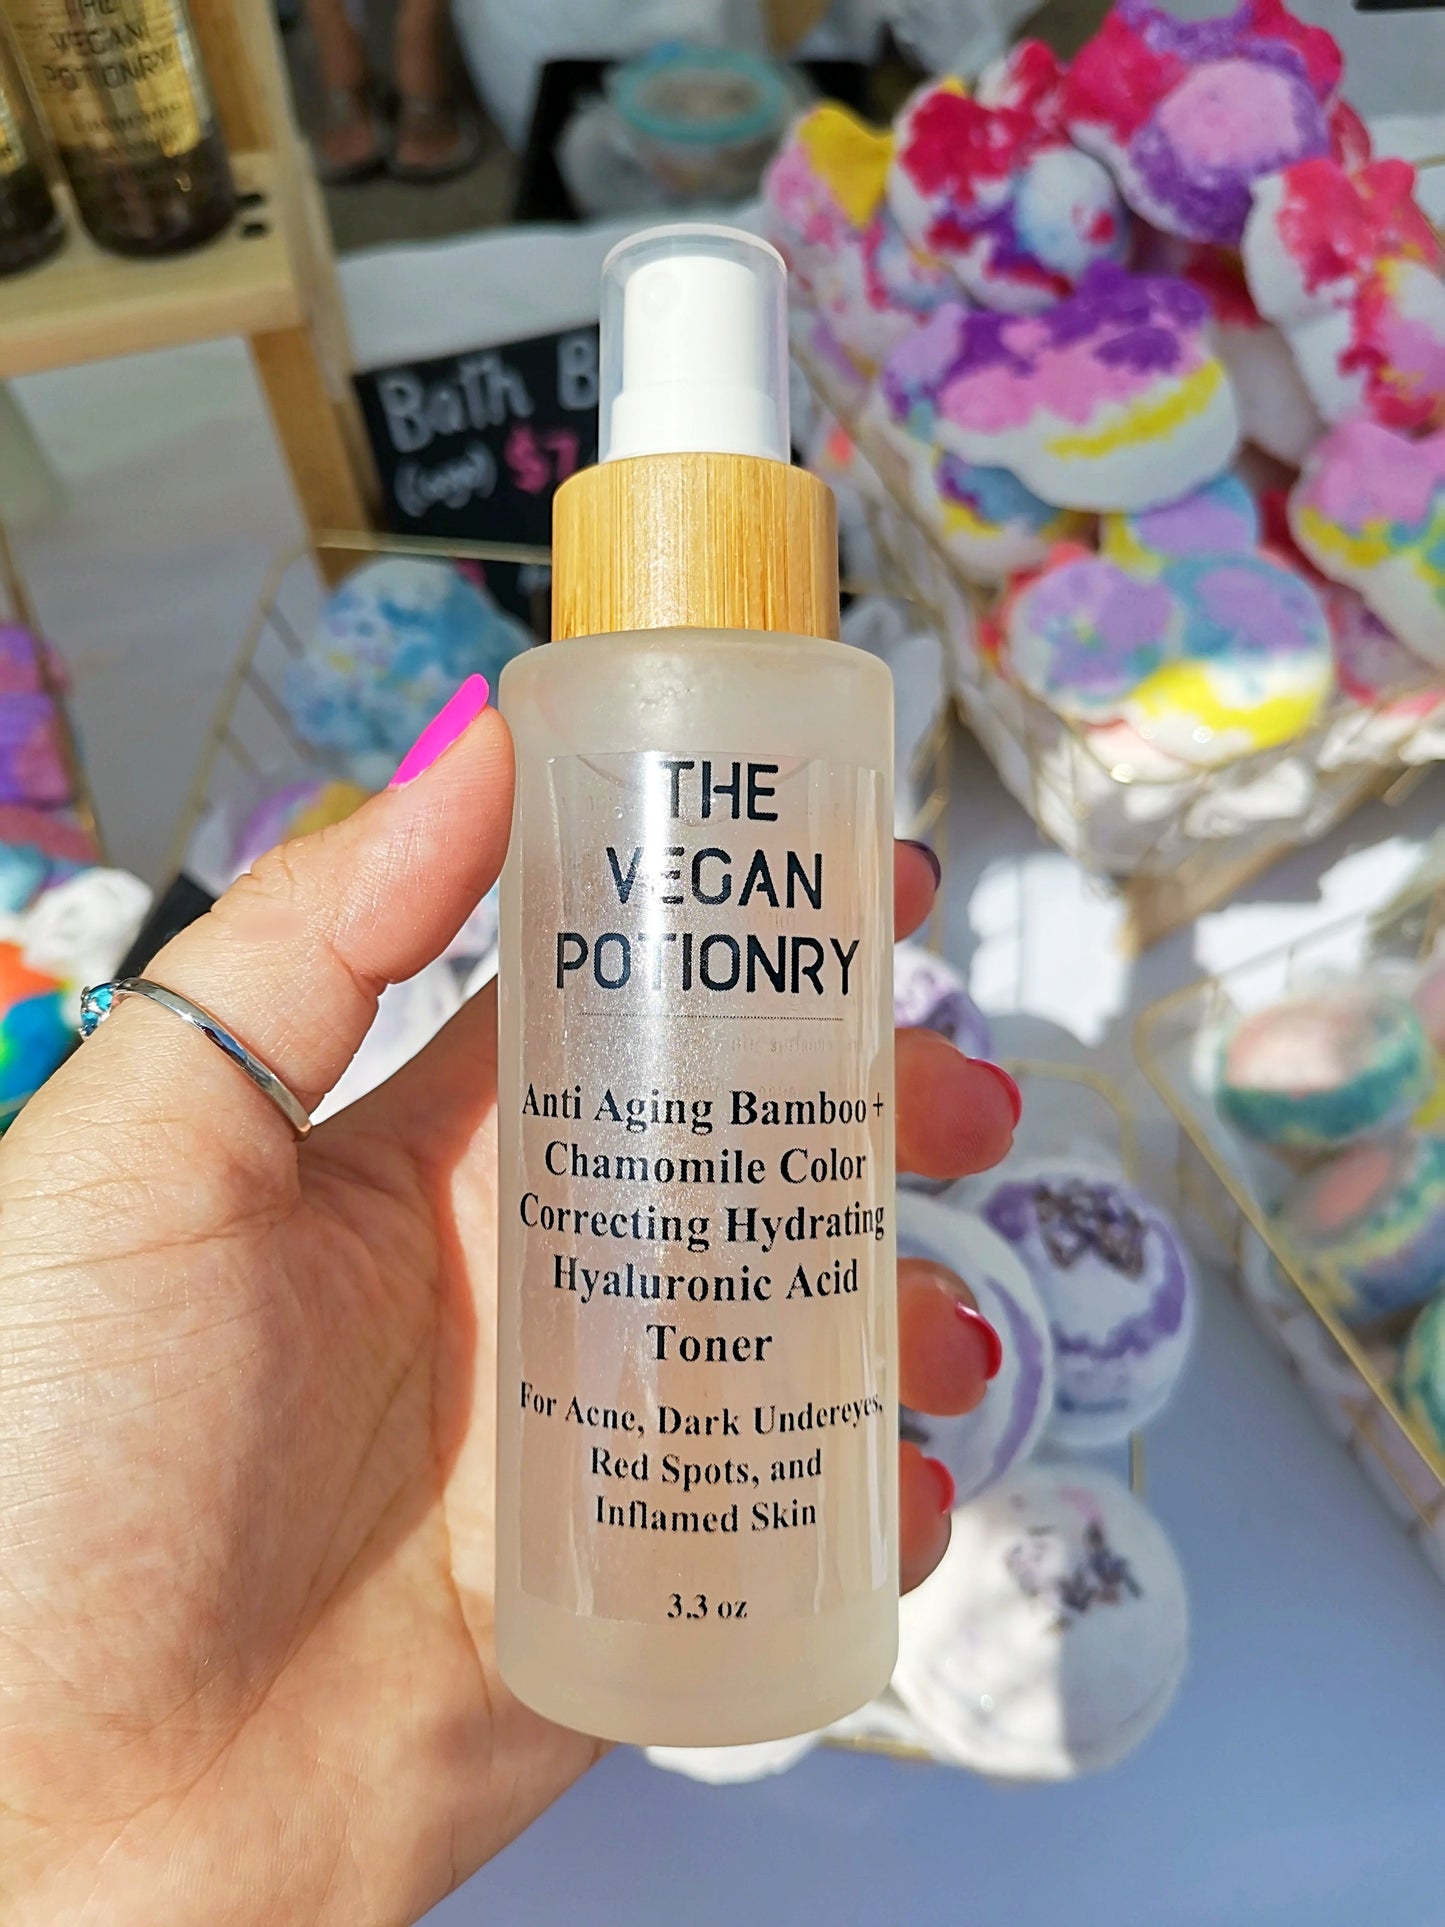 THE
VEGAN
POTIONRY
Bath B
(vego) $7
THE
VEGAN
POTIONRY
Anti Aging Bamboo+
Chamomile Color
Correcting Hydrating
Hyaluronic Acid
Toner
For Acne, Dark Undereyes,
Red Spots, and
Inflamed Skin
3.3 oz